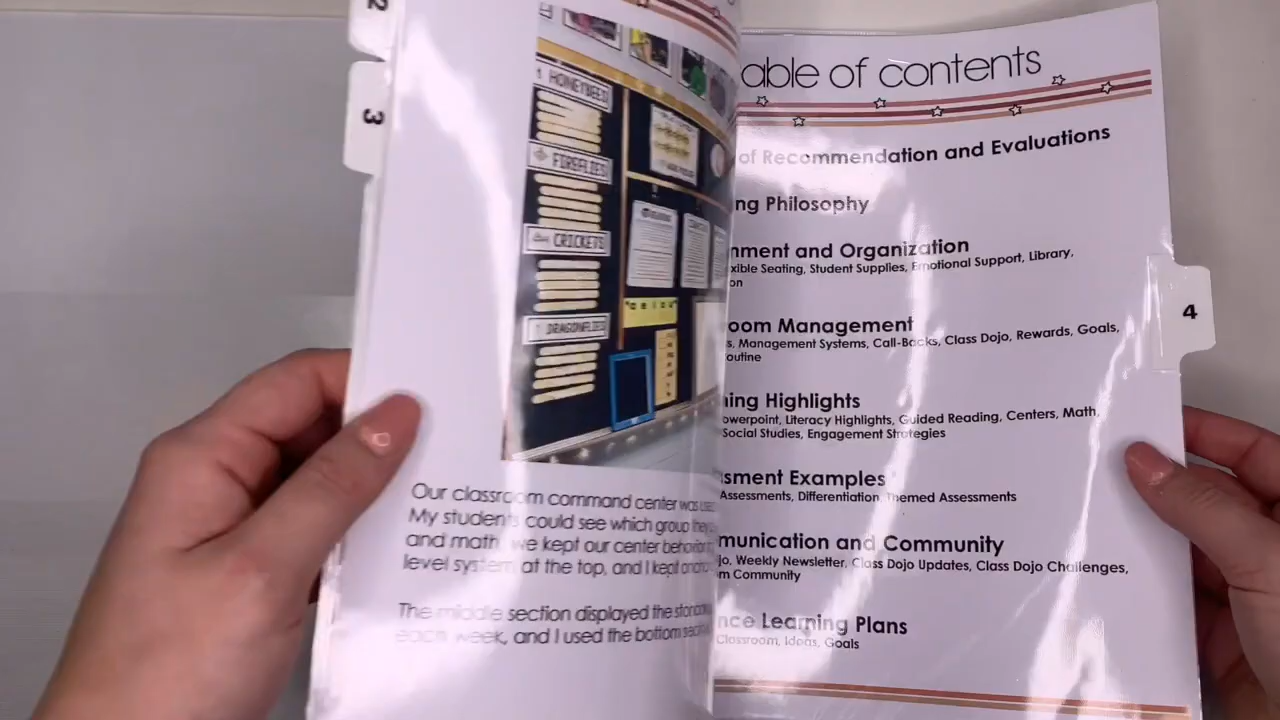 2
3
HONEYBEES
FIREFLIES
CRICKETS
DRAGONFLIES
Our classroom command center was
My students could see which group they
and math we kept our center behavior
level system at the top, and I kept
The middle section displayed the
each week, and I used the bottom
able of contents
of Recommendation and Evaluations
ng Philosophy
nment and Organization
xible Seating, Student Supplies, Emotional Support, Library,
on
oom Management
s, Management Systems, Call-Backs, Class Dojo, Rewards, Goals,
outine
ning Highlights
owerpoint, Literacy Highlights, Guided Reading, Centers, Math,
Social Studies, Engagement Strategies
sment Examples
Assessments, Differentiation, Themed Assessments
munication and Community
jo, Weekly Newsletter, Class Dojo Updates, Class Dojo Challenges,
m Community
nce Learning Plans
Classroom, Ideas, Goals
4